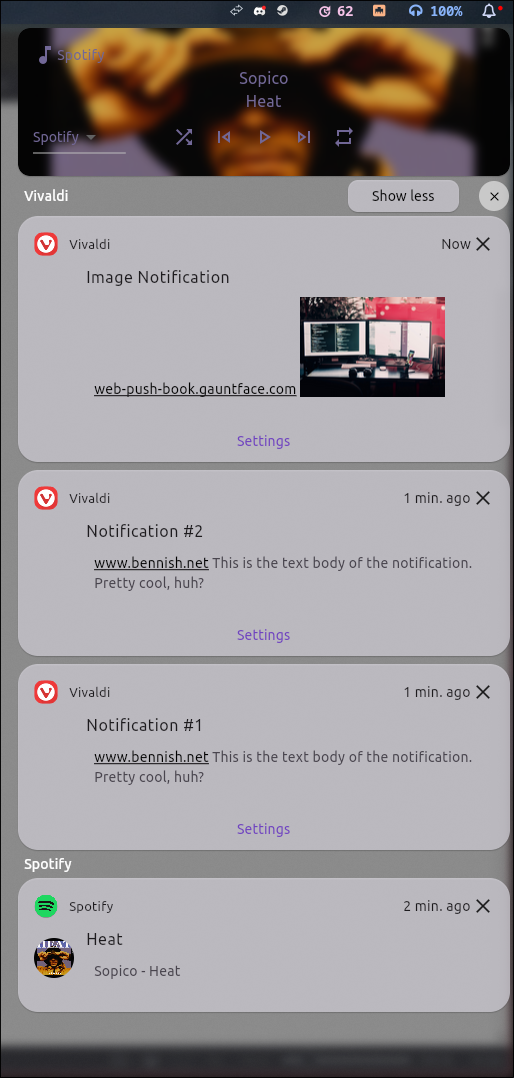 62
100%
Spotify
Sopico
Heat
Spotify
Vivaldi
Show less
Vivaldi
Now
Image Notification
web-push-book.gauntface.com
Settings
Vivaldi
1 min. ago
Notification #2
www.bennish.net This is the text body of the notification.
Pretty cool, huh?
Settings
Vivaldi
1 min. ago
Notification #1
www.bennish.net This is the text body of the notification.
Pretty cool, huh?
Settings
Spotify
Spotify
2 min. ago
HEAT
Heat
Sopico - Heat